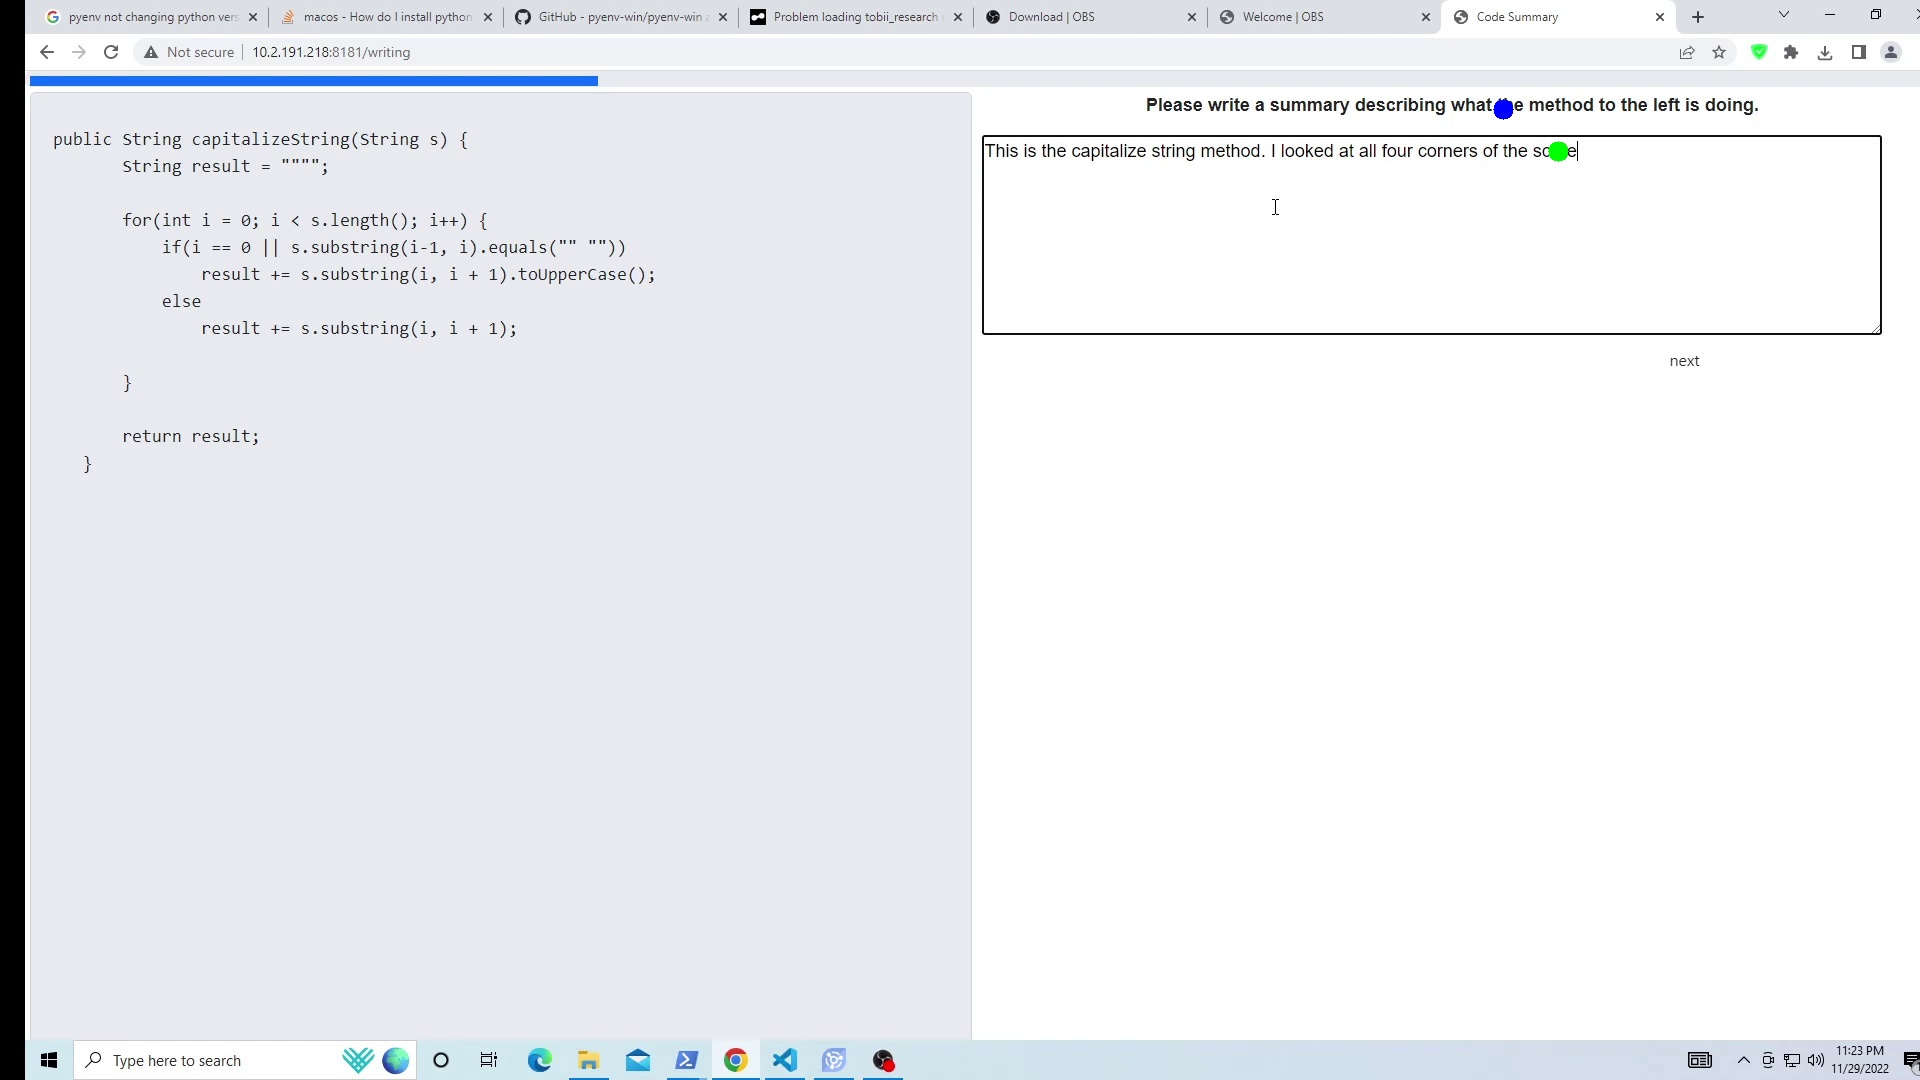 pyenv not changing python vers
macos - How do I install python
GitHub - pyenv-win/pyenv-win a
Problem loading tobii_research
Download | OBS
Welcome | OBS
Code Summary
Not secure
10.2.191.218:8181/writing
public String capitalizeString(String s) {
String result = """";
for(int i = 0; i < s.length(); i++) {
if(i == 0 || s.substring(i-1, i).equals("" ""))
result += s.substring(i, i + 1).toUpperCase();
else
result += s.substring(i, i + 1);
}
return result;
}
Please write a summary describing what method to the left is doing.
This is the capitalize string method. I looked at all four corners of the
next
Type here to search
11:23 PM
11/29/2022